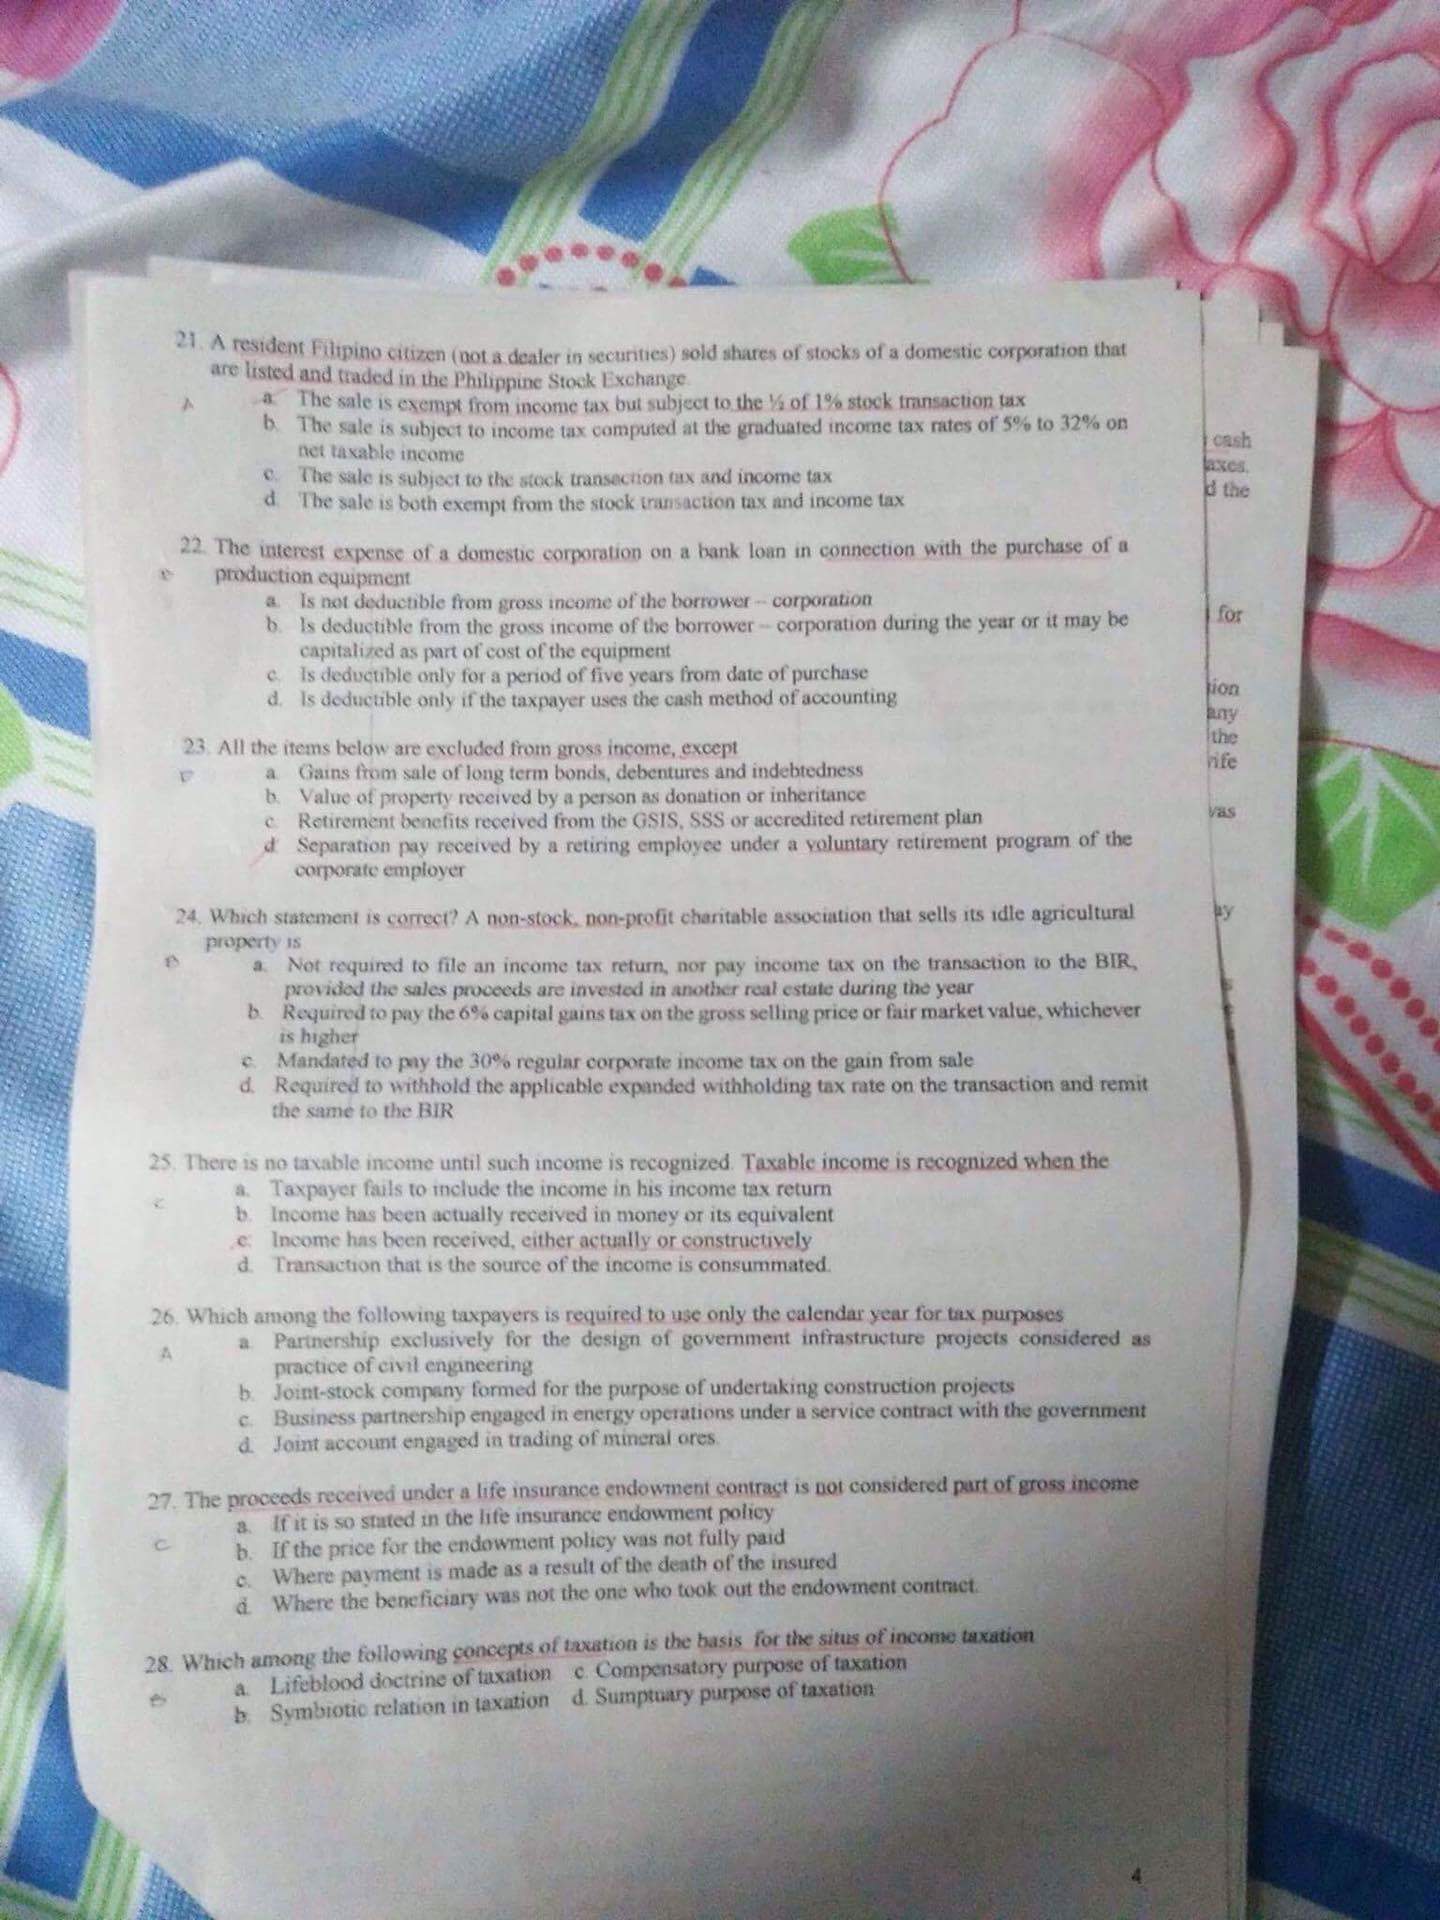 21. A resident Filipino citizen (not a dealer in securities) sold shares of stocks of a domestic corporation that
are listed and traded in the Philippine Stock Exchange
A
a. The sale is exempt from income tax but subject to the ½ of 1% stock transaction tax
b. The sale is subject to income tax computed at the graduated income tax rates of 5% to 32% on
net taxable income
c. The sale is subject to the stock transaction tax and income tax
d. The sale is both exempt from the stock transaction tax and income tax
22. The interest expense of a domestic corporation on a bank loan in connection with the purchase of a
production equipment
a. Is not deductible from gross income of the borrower – corporation
b. Is deductible from the gross income of the borrower – corporation during the year or it may be
capitalized as part of cost of the equipment
c. Is deductible only for a period of five years from date of purchase
d. Is deductible only if the taxpayer uses the cash method of accounting
23. All the items below are excluded from gross income, except
a. Gains from sale of long term bonds, debentures and indebtedness
b. Value of property received by a person as donation or inheritance
c. Retirement benefits received from the GSIS, SSS or accredited retirement plan
d Separation pay received by a retiring employee under a voluntary retirement program of the
corporate employer
24. Which statement is correct? A non-stock, non-profit charitable association that sells its idle agricultural
property is
a. Not required to file an income tax return, nor pay income tax on the transaction to the BIR,
provided the sales proceeds are invested in another real estate during the year
b. Required to pay the 6% capital gains tax on the gross selling price or fair market value, whichever
is higher
c. Mandated to pay the 30% regular corporate income tax on the gain from sale
d. Required to withhold the applicable expanded withholding tax rate on the transaction and remit
the same to the BIR
25. There is no taxable income until such income is recognized. Taxable income is recognized when the
a. Taxpayer fails to include the income in his income tax return
C
b. Income has been actually received in money or its equivalent
c. Income has been received, either actually or constructively
d. Transaction that is the source of the income is consummated.
26. Which among the following taxpayers is required to use only the calendar year for tax purposes
A
a. Partnership exclusively for the design of government infrastructure projects considered as
practice of civil engineering
b. Joint-stock company formed for the purpose of undertaking construction projects
c. Business partnership engaged in energy operations under a service contract with the government
d. Joint account engaged in trading of mineral ores.
27. The proceeds received under a life insurance endowment contract is not considered part of gross income
a. If it is so stated in the life insurance endowment policy
C
b. If the price for the endowment policy was not fully paid
c. Where payment is made as a result of the death of the insured
d. Where the beneficiary was not the one who took out the endowment contract.
28. Which among the following concepts of taxation is the basis for the situs of income taxation
a. Lifeblood doctrine of taxation c. Compensatory purpose of taxation
B
b. Symbiotic relation in taxation d. Sumptuary purpose of taxation
4
cash
axes.
d the
for
any
the